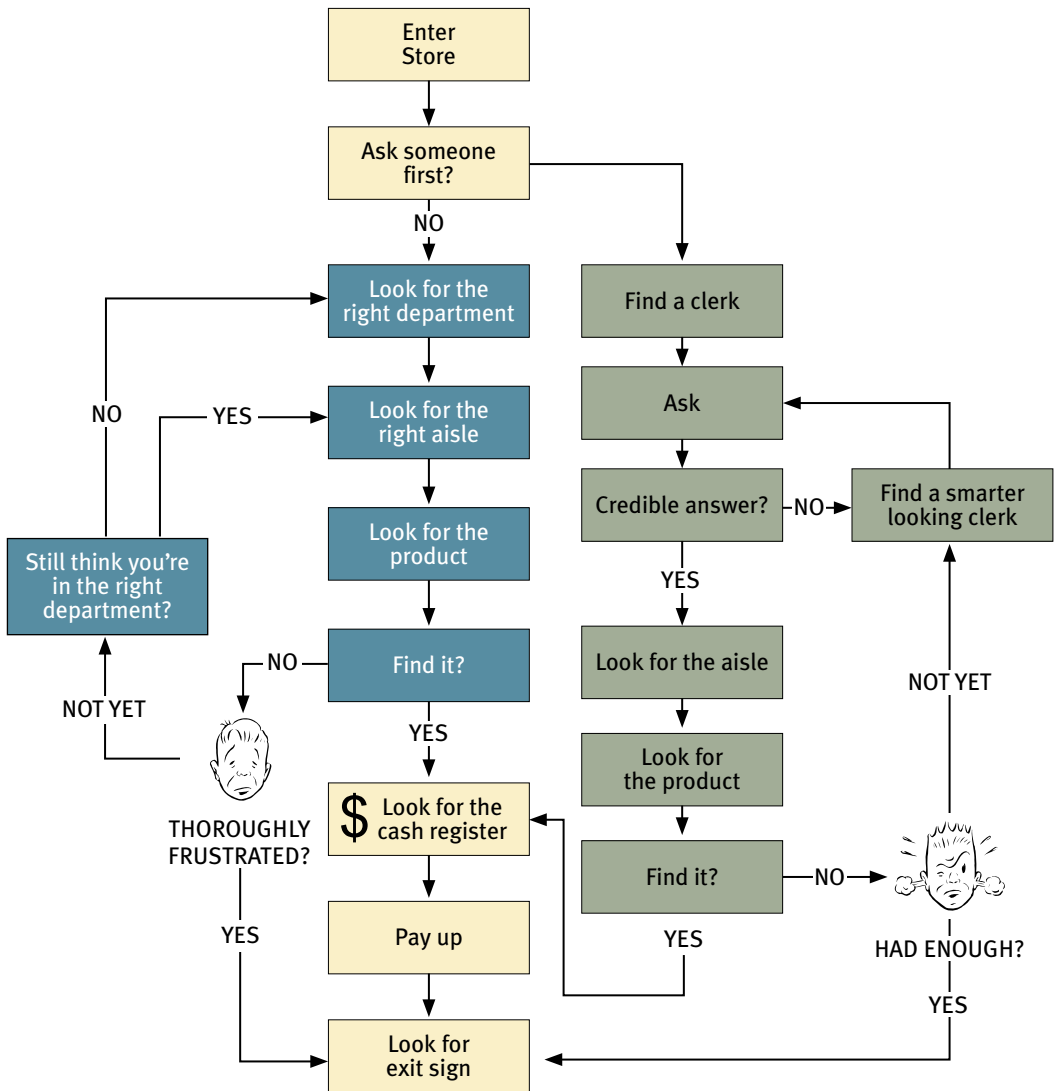 Enter
Store
Ask someone
first?
NO
Look for the
right department
Find a clerk
NO
YES
Look for the
right aisle
Ask
Look for the
product
Credible answer?
NO
Find a smarter
looking clerk
Still think you're
in the right
department?
YES
NO
Find it?
Look for the aisle
NOT YET
NOT YET
YES
Look for
the product
$ Look for the
cash register
THOROUGHLY
FRUSTRATED?
Find it?
NO
YES
Pay up
YES
HAD ENOUGH?
YES
Look for
exit sign